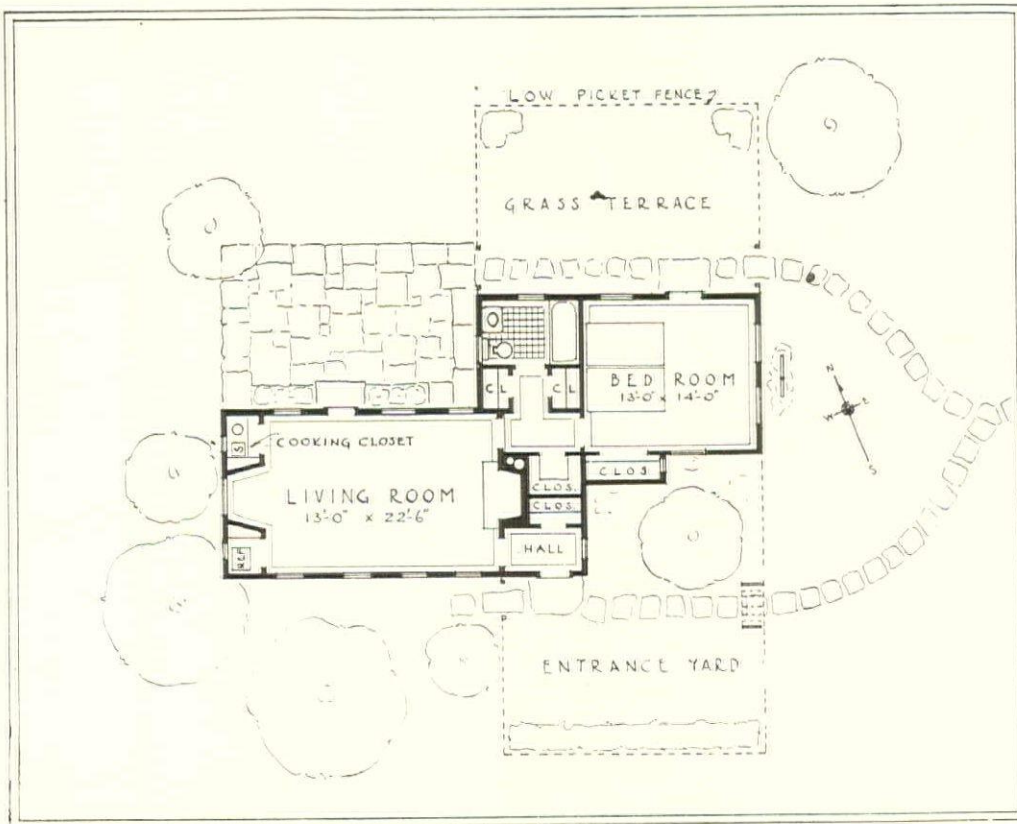 LOW PICKET FENCE
GRASS TERRACE
N
W
E
S
CL
CL
BED ROOM
13'-0" x 14'-0"
S
COOKING CLOSET
LIVING ROOM
13'-0" x 22'-6"
CLOS.
CLOS.
CLOS.
REF
HALL
ENTRANCE YARD